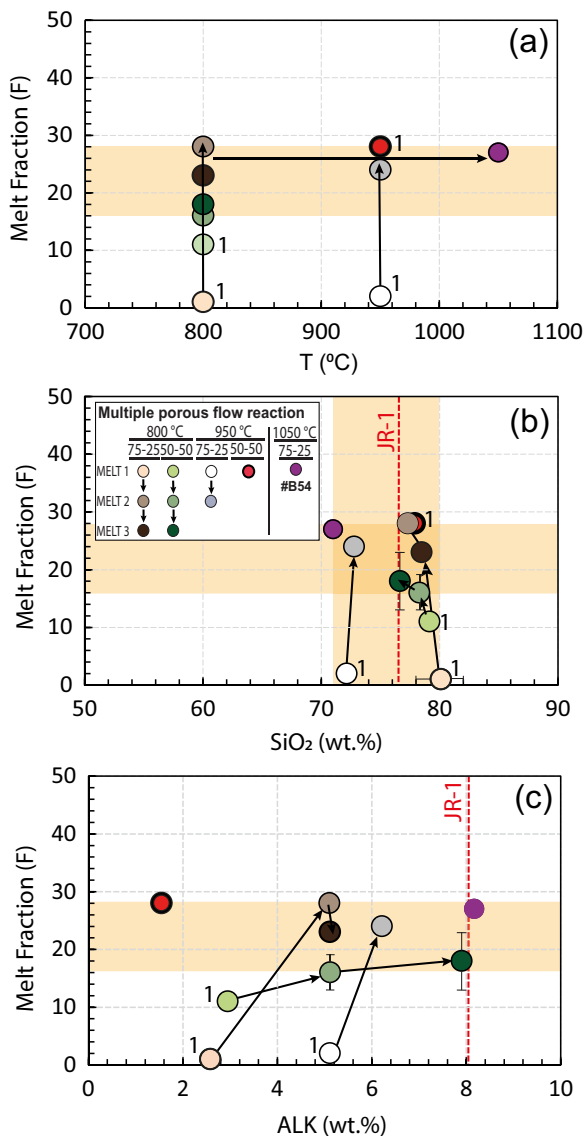 (a)
50
40
30
20
10
0
Melt Fraction (F)
1
1
1
1
700 800 900 1000 1100
T (ºC)
(b)
50
40
30
20
10
0
Melt Fraction (F)
Multiple porous flow reaction
800 °C 950 °C 1050 °C
75-25 50-50 75-25 50-50 75-25
MELT 1
#B54
MELT 2
MELT 3
JR-1
1
1
1
1
50 60 70 80 90
SiO₂ (wt.%)
(c)
50
40
30
20
10
0
Melt Fraction (F)
JR-1
1
1
1
0 2 4 6 8 10
ALK (wt.%)